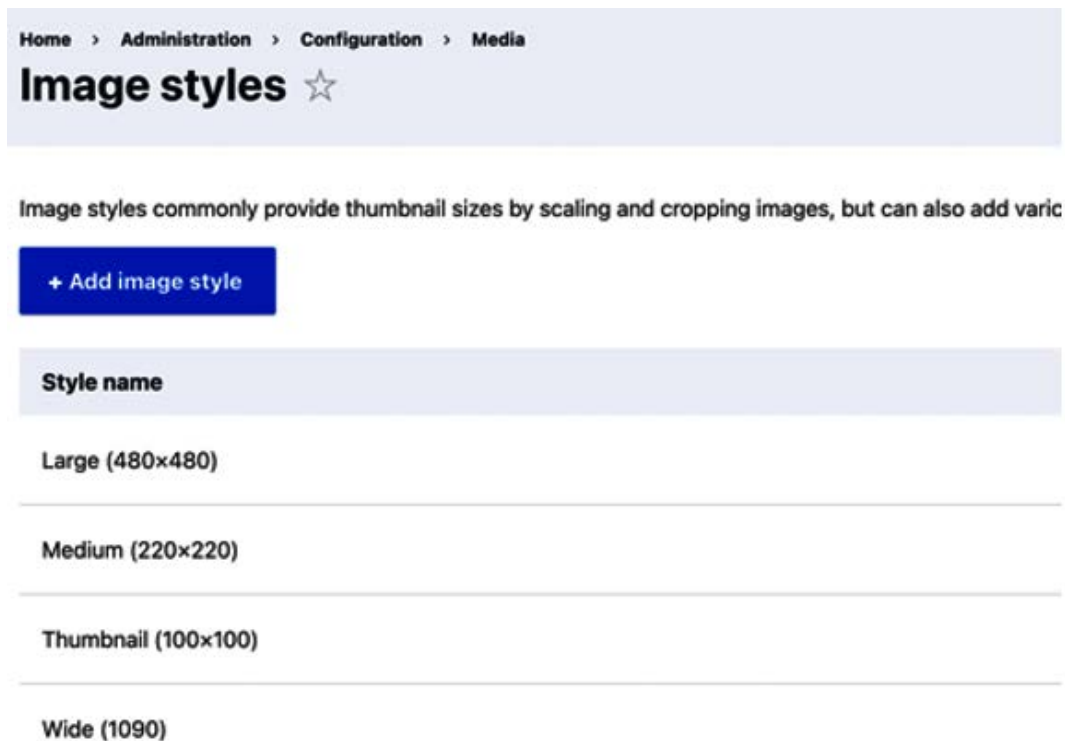 Home > Administration > Configuration > Media
Image styles ☆
Image styles commonly provide thumbnail sizes by scaling and cropping images, but can also add
+ Add image style
Style name
Large (480×480)
Medium (220×220)
Thumbnail (100×100)
Wide (1090)